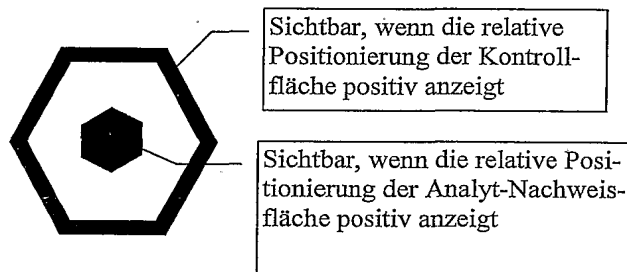 Sichtbar, wenn die relative
Positionierung der Kontroll-
fläche positiv anzeigt
Sichtbar, wenn die relative Posi-
tionierung der Analyt-Nachweis-
fläche positiv anzeigt